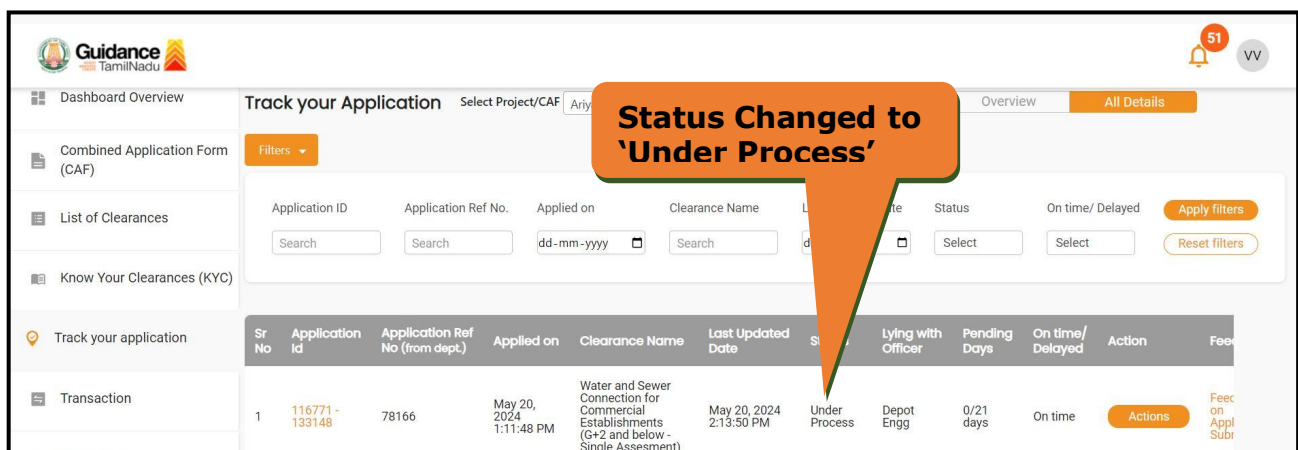 Guidance
TamilNadu
51
VV
Dashboard Overview
Combined Application Form
(CAF)
List of Clearances
Know Your Clearances (KYC)
Track your application
Transaction
Track your Application
Select Project/CAF
Overview
All Details
Status Changed to
‘Under Process’
Filters
Application ID
Application Ref No.
Applied on
Clearance Name
Status
On time/ Delayed
Apply filters
Search
Search
dd-mm-yyyy
Search
Select
Select
Reset filters
Sr
No
Application
Id
Application Ref
No (from dept.)
Applied on
Clearance Name
Last Updated
Date
Lying with
Officer
Pending
Days
On time/
Delayed
Action
1
116771 -
133148
78166
May 20,
2024
1:11:48 PM
Water and Sewer
Connection for
Commercial
Establishments
(G+2 and below -
Single Assesment)
May 20, 2024
2:13:50 PM
Under
Process
Depot
Engg
0/21
days
On time
Actions
on